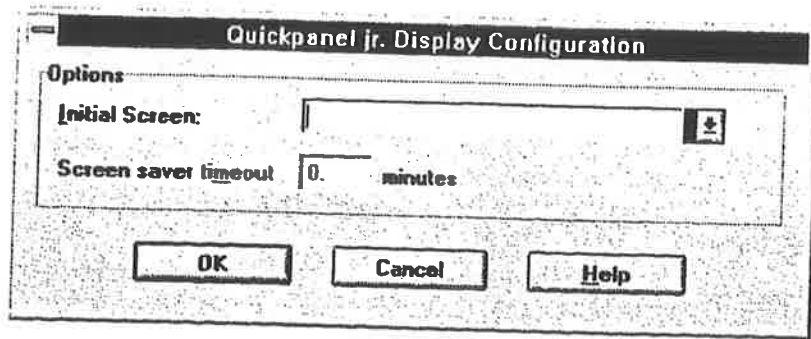 Quickpanel jr. Display Configuration
Options
Initial Screen:
Screen saver timeout 0. minutes
OK Cancel Help